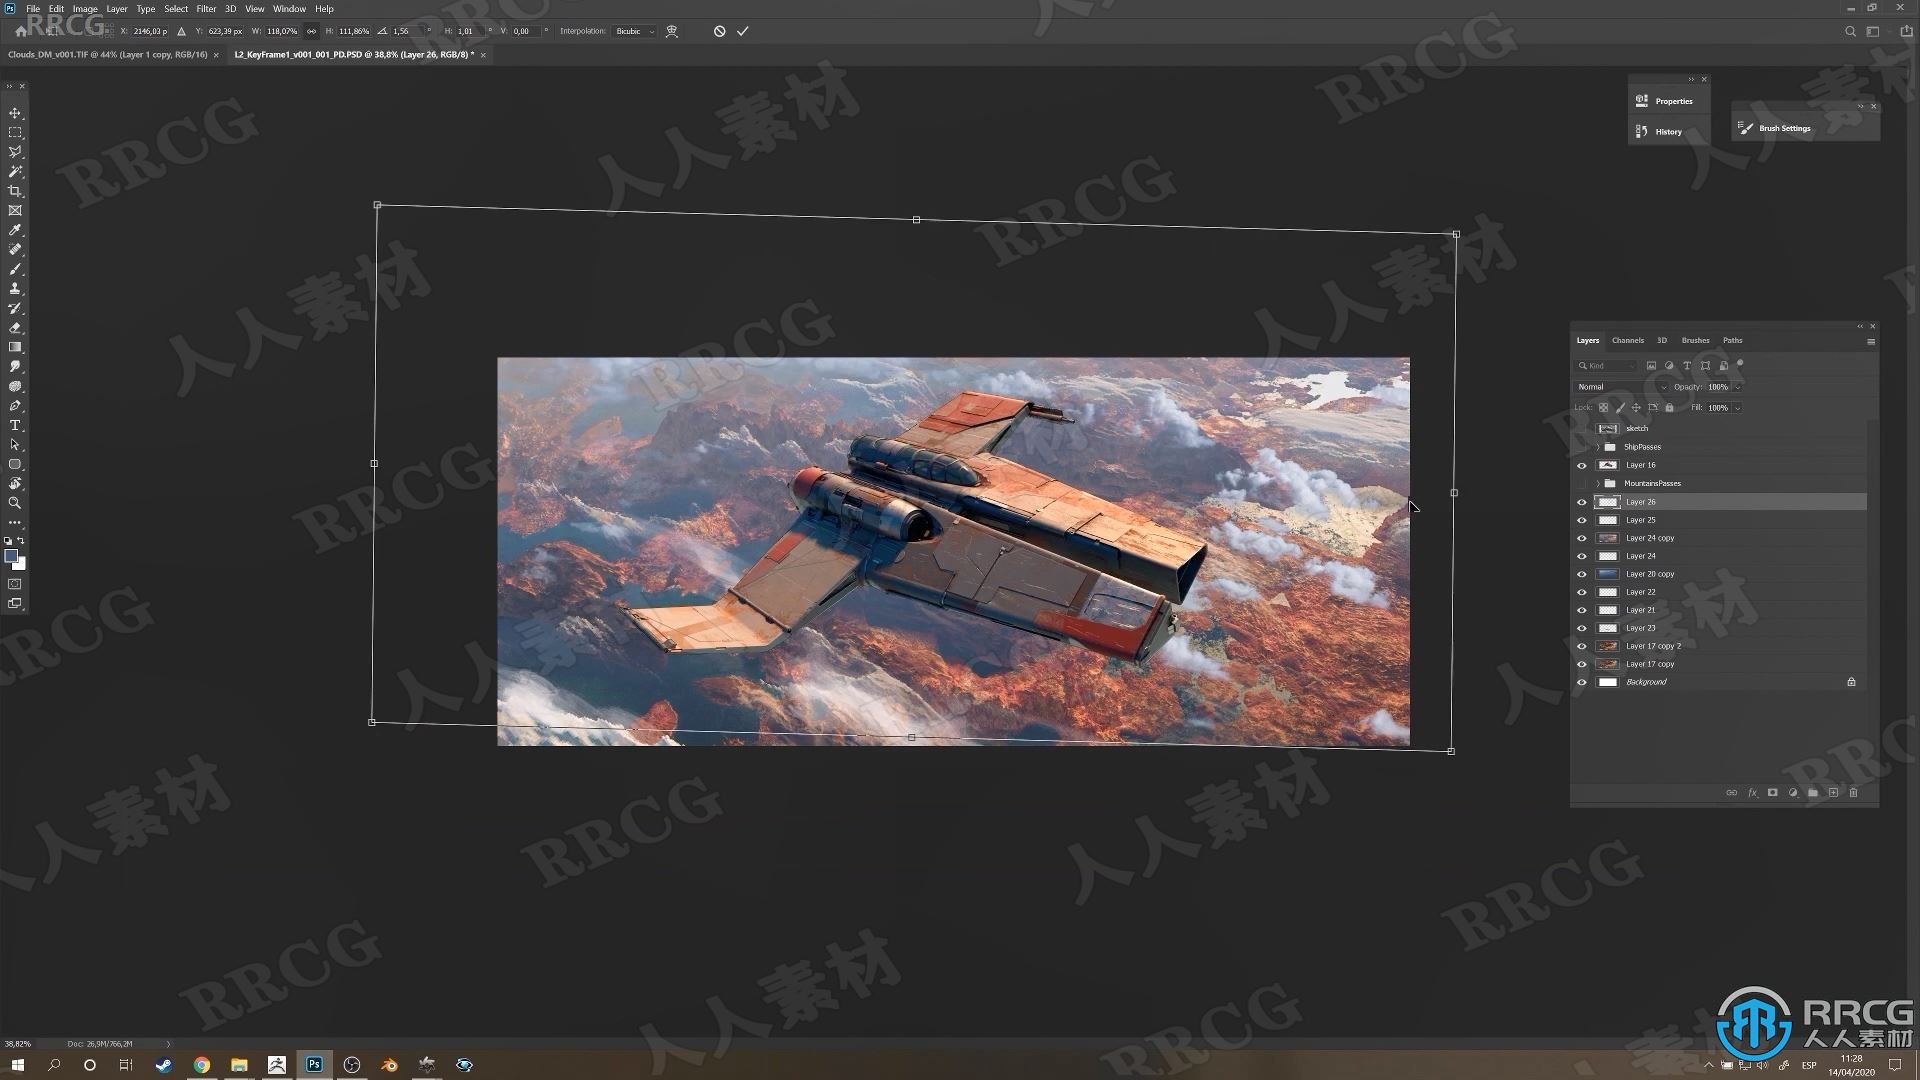 File Edit Image Layer Type Select Filter 3D View Window Help
RRCG
X: 2146,03 p Y: 623,39 px W: 118,07% H: 111,86% 1,56 ° H: 1,01 ° V: 0,00 ° Interpolation: Bicubic
Clouds_DM_v001.TIF @ 44% (Layer 1 copy, RGB/16) × L2_KeyFrame1_v001_001_PD.PSD @ 38,8% (Layer 26, RGB/8) * ×
Properties
History
Brush Settings
Layers Channels 3D Brushes Paths
Kind
Normal Opacity: 100%
Lock: Fill: 100%
sketch
ShipPasses
Layer 16
MountainsPasses
Layer 26
Layer 25
Layer 24 copy
Layer 24
Layer 20 copy
Layer 22
Layer 21
Layer 23
Layer 17 copy 2
Layer 17 copy
Background
RRCG
人人素材
38,82% Doc: 26,9M/766,2M
Ps
ESP
11:28
14/04/2020